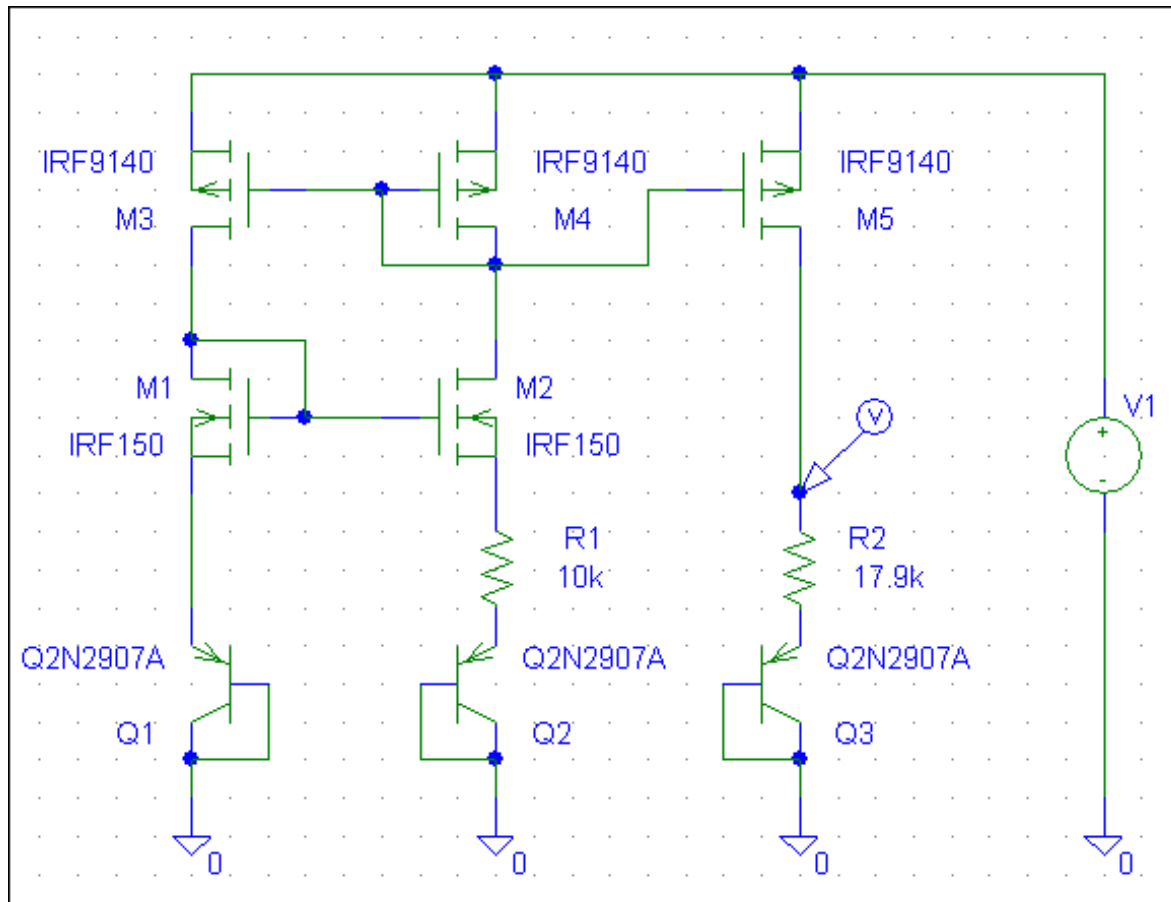 IRF9140 IRF9140 IRF9140
M3 M4 M5
M1 M2
IRF150 IRF150
V
V1
+
-
R1 R2
10k 17.9k
Q2N2907A Q2N2907A Q2N2907A
Q1 Q2 Q3
0 0 0 0